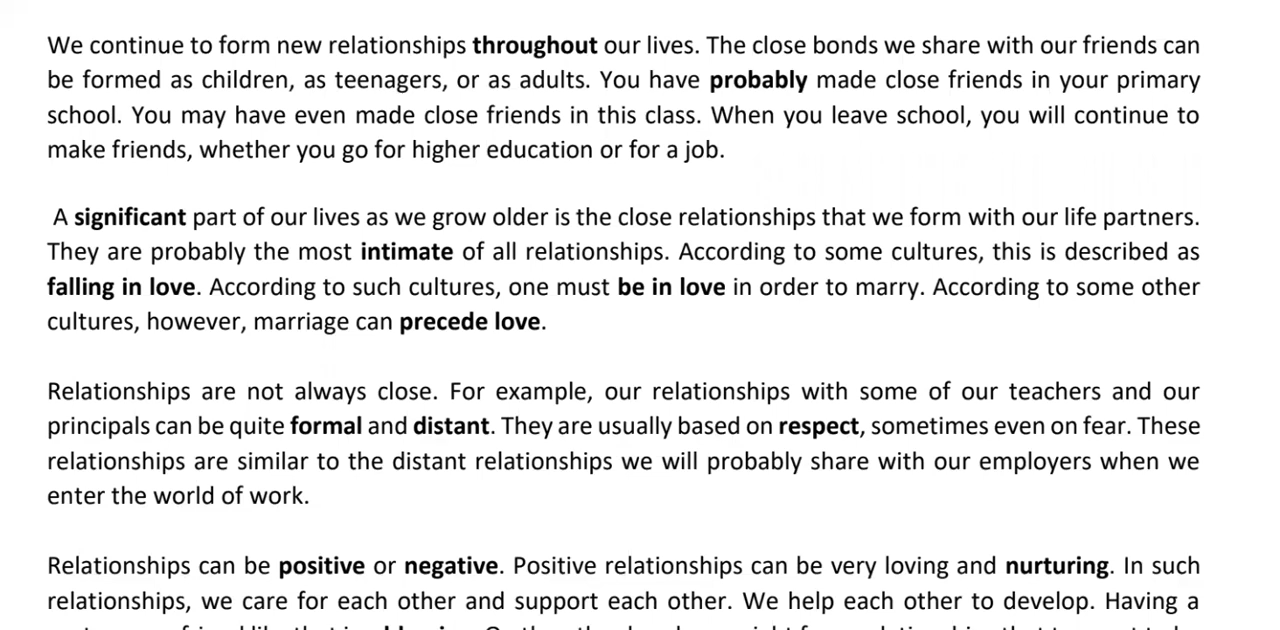 We continue to form new relationships throughout our lives. The close bonds we share with our friends can
be formed as children, as teenagers, or as adults. You have probably made close friends in your primary
school. You may have even made close friends in this class. When you leave school, you will continue to
make friends, whether you go for higher education or for a job.
A significant part of our lives as we grow older is the close relationships that we form with our life partners.
They are probably the most intimate of all relationships. According to some cultures, this is described as
falling in love. According to such cultures, one must be in love in order to marry. According to some other
cultures, however, marriage can precede love.
Relationships are not always close. For example, our relationships with some of our teachers and our
principals can be quite formal and distant. They are usually based on respect, sometimes even on fear. These
relationships are similar to the distant relationships we will probably share with our employers when we
enter the world of work.
Relationships can be positive or negative. Positive relationships can be very loving and nurturing. In such
relationships, we care for each other and support each other. We help each other to develop. Having a